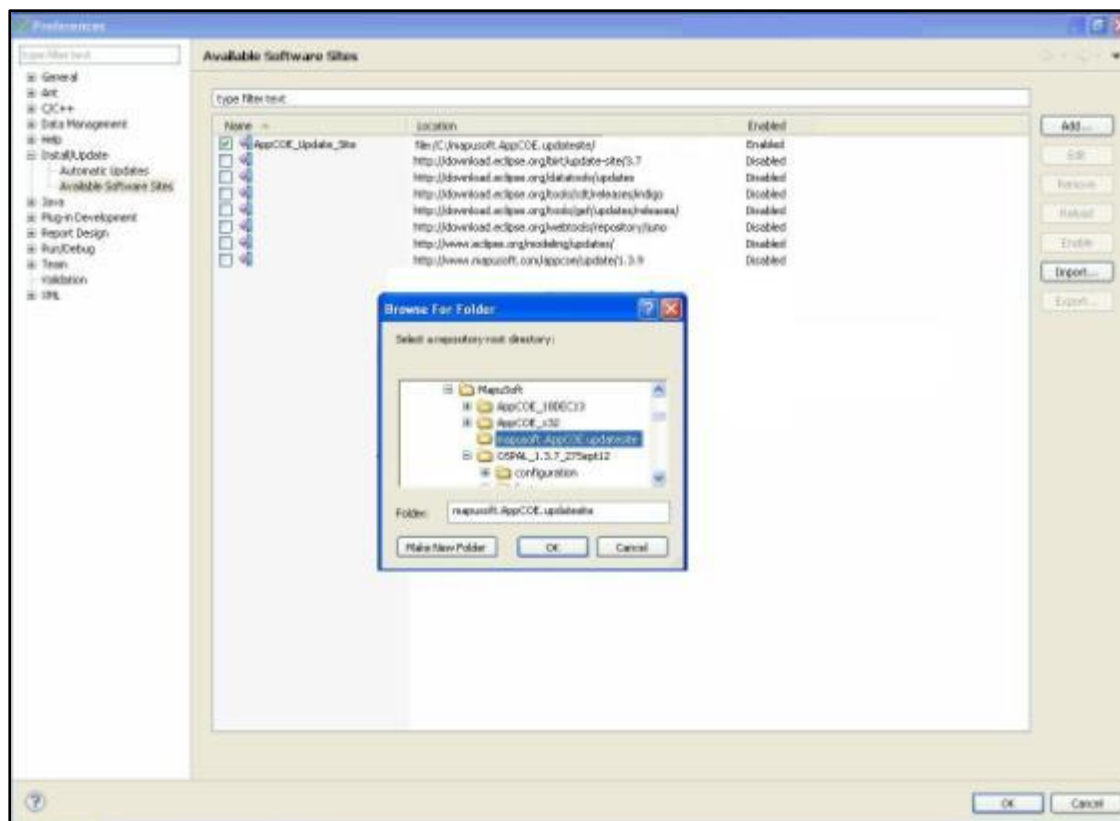 Preferences
type filter text
Available Software Sites
General
Ant
C/C++
Data Management
Help
Install/Update
Automatic Updates
Available Software Sites
Java
Plug-in Development
Report Design
Run/Debug
Team
Validation
XML
type filter text
Name Location Enabled
AppCOE_Update_Site file:/C:/mapusoft.AppCOE.updatesite/ Enabled
http://download.eclipse.org/birt/update-site/3.7 Disabled
http://download.eclipse.org/datatools/updates Disabled
http://download.eclipse.org/tools/cdt/releases/indigo Disabled
http://download.eclipse.org/tools/gef/updates/releases/ Disabled
http://download.eclipse.org/webtools/repository/juno Disabled
http://www.eclipse.org/modeling/updates/ Disabled
http://www.mapusoft.com/appcoe/update/1.3.9 Disabled
Add...
Edit
Remove
Reload
Enable
Import...
Export...
Browse For Folder
Select a repository root directory:
MapuSoft
AppCOE_18DEC13
AppCOE_x32
mapusoft.AppCOE.updatesite
OSPAL_1.3.7_27Sept12
configuration
Folder: mapusoft.AppCOE.updatesite
Make New Folder OK Cancel
OK Cancel